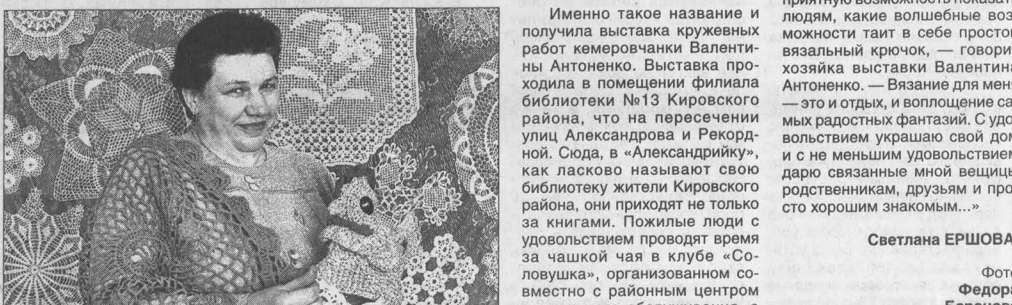 Именно такое название и
получила выставка кружевных
работ кемеровчанки Валенти-
ны Антоненко. Выставка про-
ходила в помещении филиала
библиотеки №13 Кировского
района, что на пересечении
улиц Александрова и Рекорд-
ной. Сюда, в «Александрийку»,
как ласково называют свою
библиотеку жители Кировского
района, они приходят не только
за книгами. Пожилые люди с
удовольствием проводят время
за чашкой чая в клубе «Со-
ловушка», организованном со-
вместно с районным центром
приятную возможность показат
людям, какие волшебные воз
можности таит в себе просто
вязальный крючок, — говори
хозяйка выставки Валентина
Антоненко. — Вязание для мен
— это и отдых, и воплощение са
мых радостных фантазий. С удо
вольствием украшаю свой дом
и с не меньшим удовольствием
дарю связанные мной вещицы
родственникам, друзьям и про
сто хорошим знакомым...»
Светлана ЕРШОВА
Фото
Федора